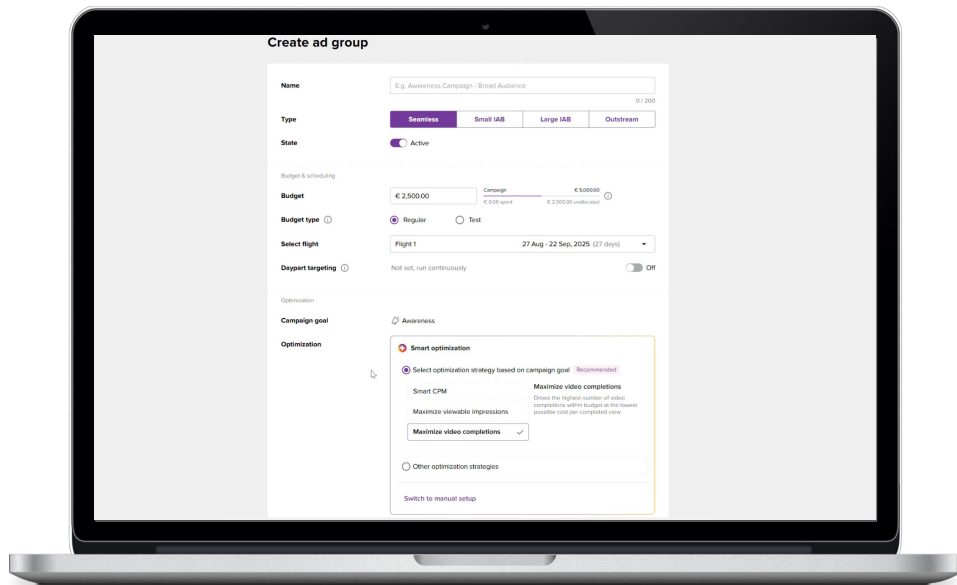 Create ad group
Name
E.g. Awareness Campaign - Broad Audience
0 / 200
Type
Seamless
Small IAB
Large IAB
Outstream
State
Active
Budget & scheduling
Budget
€ 2,500.00
Campaign
€ 5,000.00
€ 0.00 spent
€ 2,500.00 unallocated
Budget type
Regular
Test
Select flight
Flight 1
27 Aug - 22 Sep, 2025 (27 days)
Daypart targeting
Not set, run continuously
Off
Optimization
Campaign goal
Awareness
Optimization
Smart optimization
Select optimization strategy based on campaign goal
Recommended
Smart CPM
Maximize viewable impressions
Maximize video completions
Maximize video completions
Drives the highest number of video
completions within budget at the lowest
possible cost per completed view
Other optimization strategies
Switch to manual setup